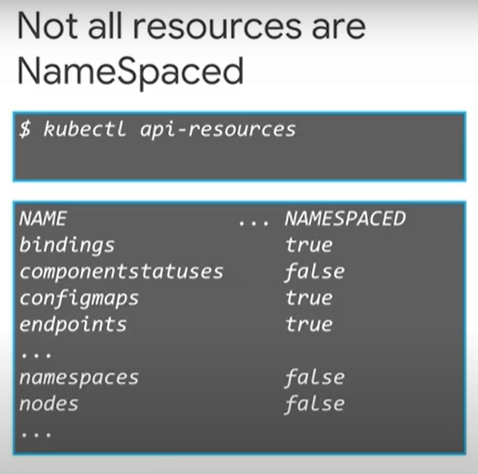 Not all resources are
NameSpaced
$ kubectl api-resources
NAME ... NAMESPACED
bindings true
componentstatuses false
configmaps true
endpoints true
...
namespaces false
nodes false
...